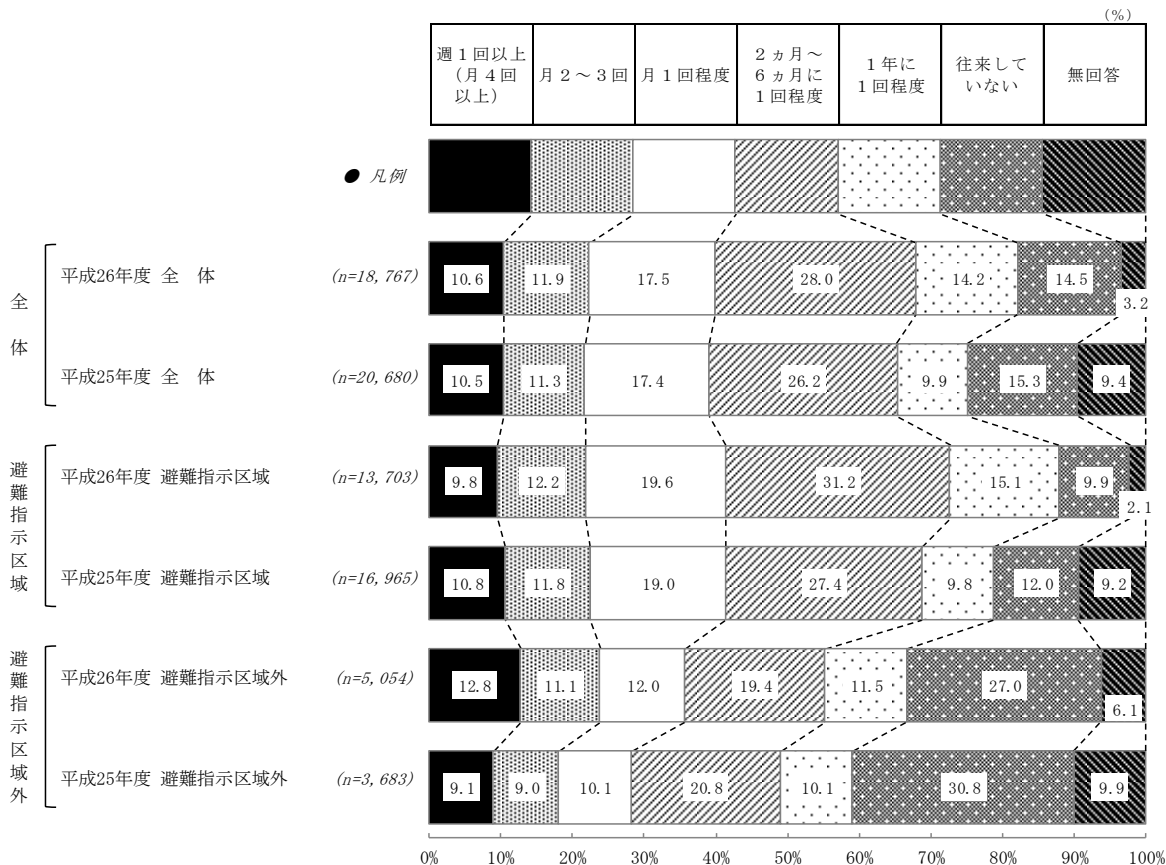 （%）
週１回以上
（月４回
以上）
月２～３回
月１回程度
２ヵ月～
６ヵ月に
１回程度
１年に
１回程度
往来して
いない
無回答
● 凡例
全体
平成26年度 全　体 (n=18,767) 10.6 11.9 17.5 28.0 14.2 14.5 3.2
平成25年度 全　体 (n=20,680) 10.5 11.3 17.4 26.2 9.9 15.3 9.4
避難指示区域
平成26年度 避難指示区域 (n=13,703) 9.8 12.2 19.6 31.2 15.1 9.9 2.1
平成25年度 避難指示区域 (n=16,965) 10.8 11.8 19.0 27.4 9.8 12.0 9.2
避難指示区域外
平成26年度 避難指示区域外 (n=5,054) 12.8 11.1 12.0 19.4 11.5 27.0 6.1
平成25年度 避難指示区域外 (n=3,683) 9.1 9.0 10.1 20.8 10.1 30.8 9.9
0% 10% 20% 30% 40% 50% 60% 70% 80% 90% 100%